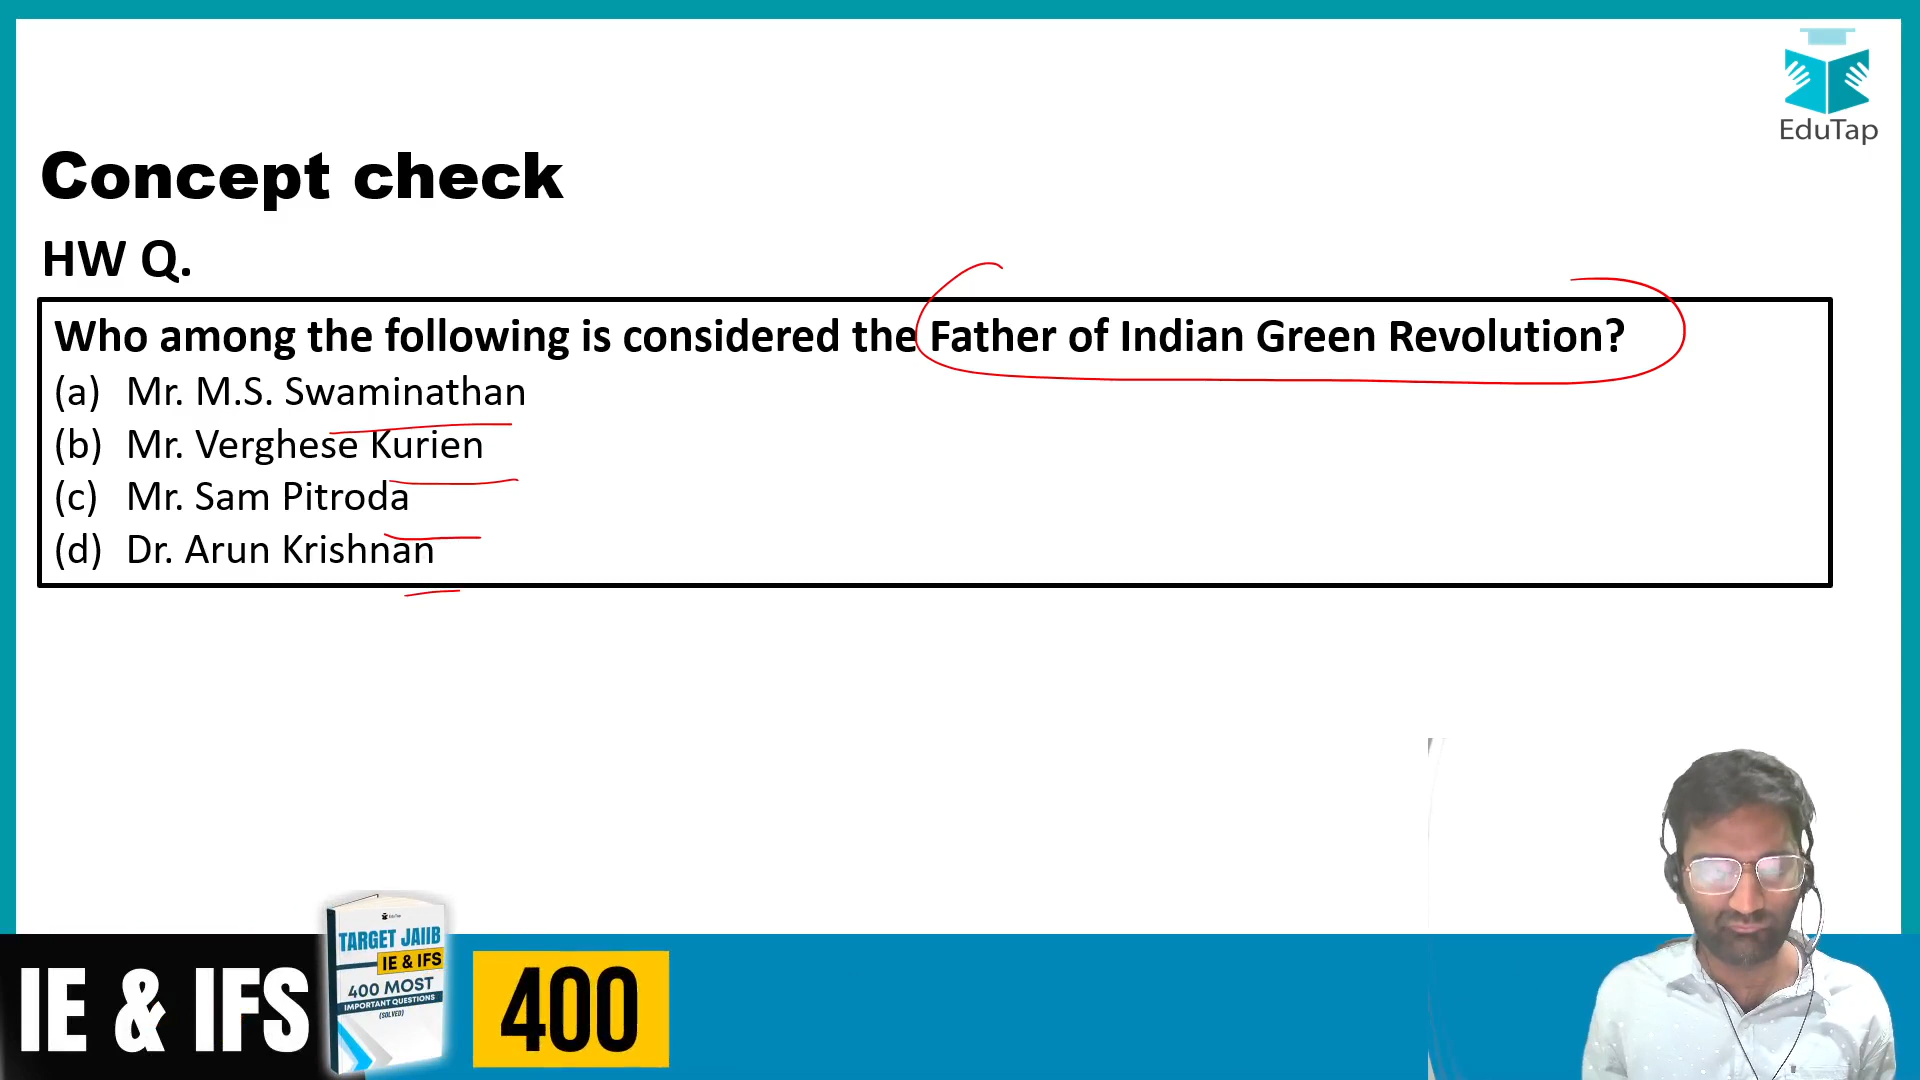 EduTap
Concept check
HW Q.
Who among the following is considered the Father of Indian Green Revolution?
(a) Mr. M.S. Swaminathan
(b) Mr. Verghese Kurien
(c) Mr. Sam Pitroda
(d) Dr. Arun Krishnan
IE & IFS
EduTap
TARGET JAIIB
IE & IFS
400 MOST
IMPORTANT QUESTIONS
(SOLVED)
400